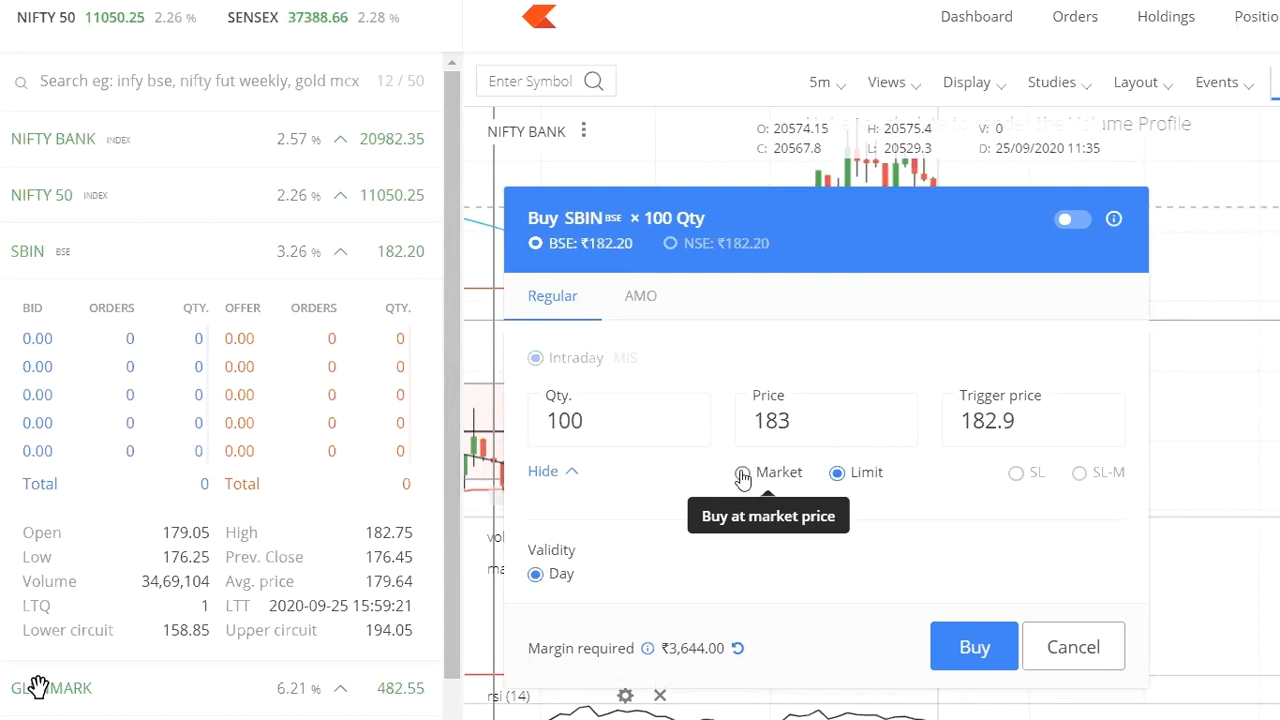 NIFTY 50 11050.25 2.26 % SENSEX 37388.66 2.28 %
Dashboard Orders Holdings Positio
Search eg: infy bse, nifty fut weekly, gold mcx 12 / 50
Enter Symbol 5m Views Display Studies Layout Events
NIFTY BANK INDEX 2.57 % 20982.35
NIFTY 50 INDEX 2.26 % 11050.25
SBIN BSE 3.26 % 182.20
BID ORDERS QTY. OFFER ORDERS QTY.
0.00 0 0 0.00 0 0
0.00 0 0 0.00 0 0
0.00 0 0 0.00 0 0
0.00 0 0 0.00 0 0
0.00 0 0 0.00 0 0
Total 0 Total 0
Open 179.05 High 182.75
Low 176.25 Prev. Close 176.45
Volume 34,69,104 Avg. price 179.64
LTQ 1 LTT 2020-09-25 15:59:21
Lower circuit 158.85 Upper circuit 194.05
6.21 % 482.55
NIFTY BANK
O: 20574.15 H: 20575.4 V: 0
C: 20567.8 L: 20529.3 D: 25/09/2020 11:35
the Volume Profile
Buy SBIN BSE × 100 Qty
BSE: ₹182.20 NSE: ₹182.20
Regular AMO
Intraday MIS
Qty. Price Trigger price
100 183 182.9
Hide Market Limit SL SL-M
Buy at market price
Validity
Day
Margin required ₹3,644.00 Buy Cancel
rsi (14)